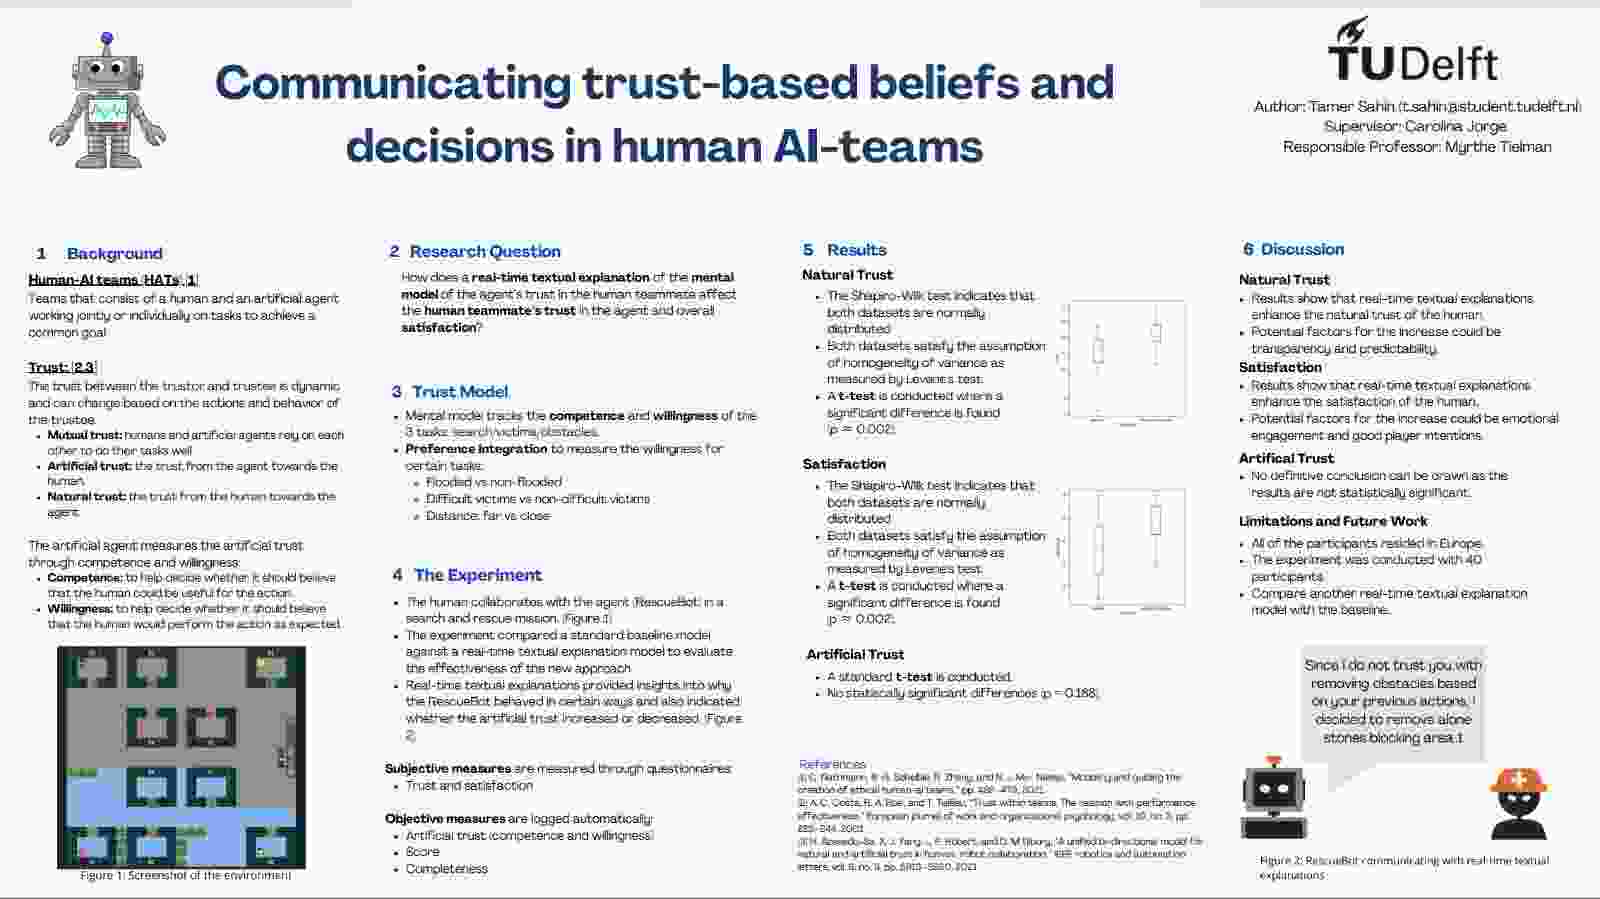 Communicating trust-based beliefs and
decisions in human AI-teams
TU Delft
Author: Tamer Sahin (t.sahin@student.tudelft.nl)
Supervisor: Carolina Jorge
Responsible Professor: Myrthe Tielman
1 Background
Human-AI teams (HATs) [1]
Teams that consist of a human and an artificial agent
working jointly or individually on tasks to achieve a
common goal
Trust: [2,3]
The trust between the trustor and trustee is dynamic
and can change based on the actions and behavior of
the trustee.
Mutual trust: humans and artificial agents rely on each
other to do their tasks well
Artificial trust: the trust from the agent towards the
human.
Natural trust: the trust from the human towards the
agent.
The artificial agent measures the artificial trust
through competence and willingness:
Competence: to help decide whether it should believe
that the human could be useful for the action.
Willingness: to help decide whether it should believe
that the human would perform the action as expected.
Figure 1: Screenshot of the environment
2 Research Question
How does a real-time textual explanation of the mental
model of the agent's trust in the human teammate affect
the human teammate's trust in the agent and overall
satisfaction?
3 Trust Model
Mental model tracks the competence and willingness of the
3 tasks: search/victims/obstacles.
Preference integration to measure the willingness for
certain tasks:
Flooded vs non-flooded
Difficult victims vs non-difficult victims
Distance: far vs close
4 The Experiment
The human collaborates with the agent (RescueBot) in a
search and rescue mission. (Figure 1)
The experiment compared a standard baseline model
against a real-time textual explanation model to evaluate
the effectiveness of the new approach
Real-time textual explanations provided insights into why
the RescueBot behaved in certain ways and also indicated
whether the artificial trust increased or decreased. (Figure
2)
Subjective measures are measured through questionnaires:
Trust and satisfaction
Objective measures are logged automatically:
Artificial trust (competence and willingness)
Score
Completeness
5 Results
Natural Trust
The Shapiro-Wilk test indicates that
both datasets are normally
distributed
Both datasets satisfy the assumption
of homogeneity of variance as
measured by Levene's test.
A t-test is conducted where a
significant difference is found
(p = 0.002).
Satisfaction
The Shapiro-Wilk test indicates that
both datasets are normally
distributed
Both datasets satisfy the assumption
of homogeneity of variance as
measured by Levene's test.
A t-test is conducted where a
significant difference is found
(p = 0.002).
Artificial Trust
A standard t-test is conducted.
No statiscally significant differences (p = 0.188).
References
creation of ethical human-ai teams," pp. 469-479, 2021.
[2] A. C. Costa, R. A. Roe, and T. Taillieu, "Trust within teams: The relation with performance
effectiveness," European journal of work and organizational psychology, vol. 10, no. 3, pp.
225-244, 2001
natural and artificial trust in human-robot collaboration," IEEE robotics and automation
letters, vol. 6, no. 3, pp. 5913-5920, 2021
6 Discussion
Natural Trust
Results show that real-time textual explanations
enhance the natural trust of the human.
Potential factors for the increase could be
transparency and predictability.
Satisfaction
Results show that real-time textual explanations
enhance the satisfaction of the human.
Potential factors for the increase could be emotional
engagement and good player intentions.
Artifical Trust
No definitive conclusion can be drawn as the
results are not statistically significant.
Limitations and Future Work
All of the participants resided in Europe.
The experiment was conducted with 40
participants.
Compare another real-time textual explanation
model with the baseline.
Since I do not trust you with
removing obstacles based
on your previous actions, I
decided to remove alone
stones blocking area 1
Figure 2: RescueBot communicating with real-time textual
explanations